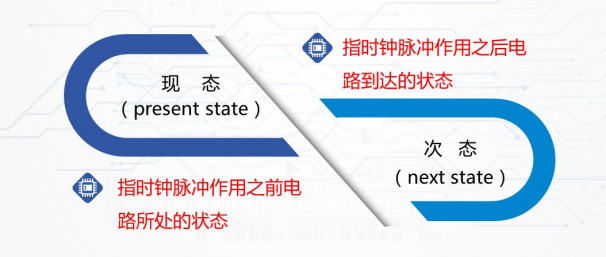 现 态
（present state）
指时钟脉冲作用之前电
路所处的状态
指时钟脉冲作用之后电
路到达的状态
次 态
（next state）